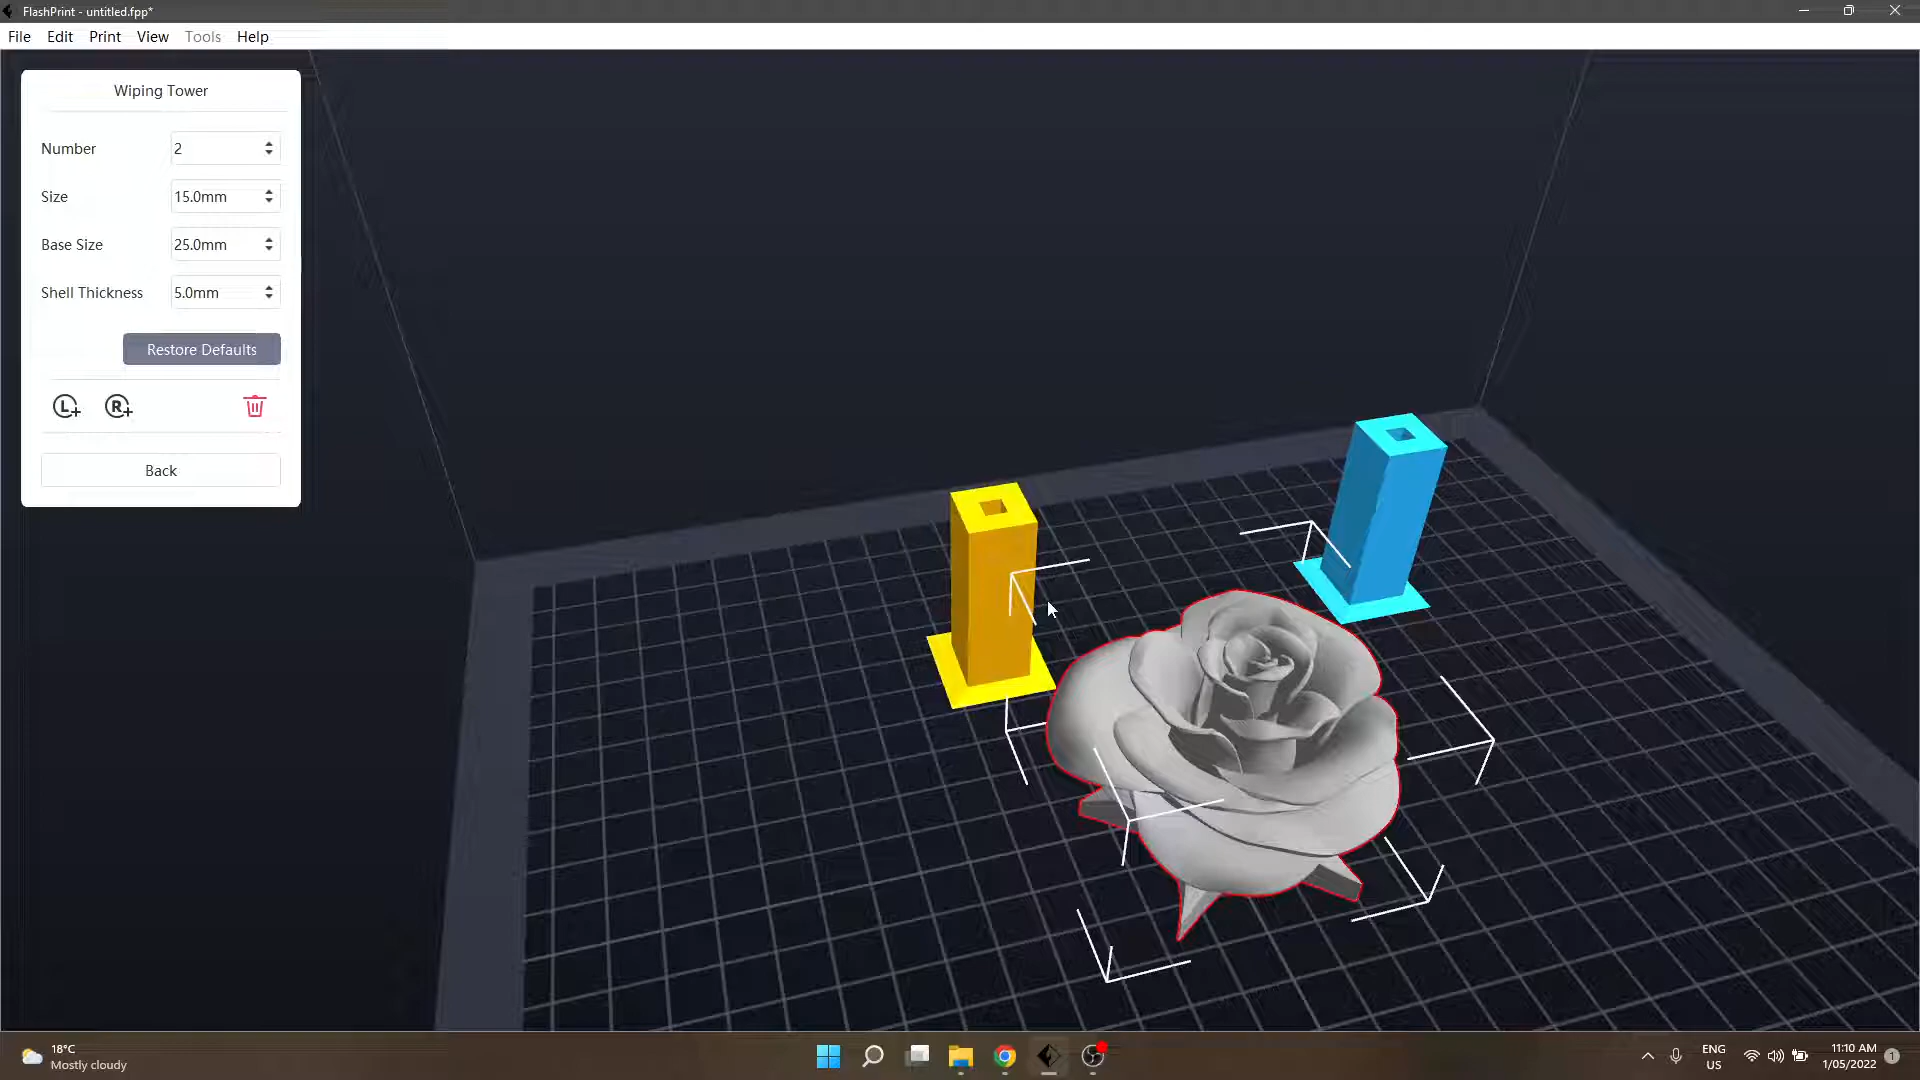 FlashPrint - untitled.fpp*
File Edit Print View Tools Help
Wiping Tower
Number 2
Size 15.0mm
Base Size 25.0mm
Shell Thickness 5.0mm
Restore Defaults
L+ R+
Back
18°C
Mostly cloudy
ENG
US
11:10 AM
1/05/2022
1